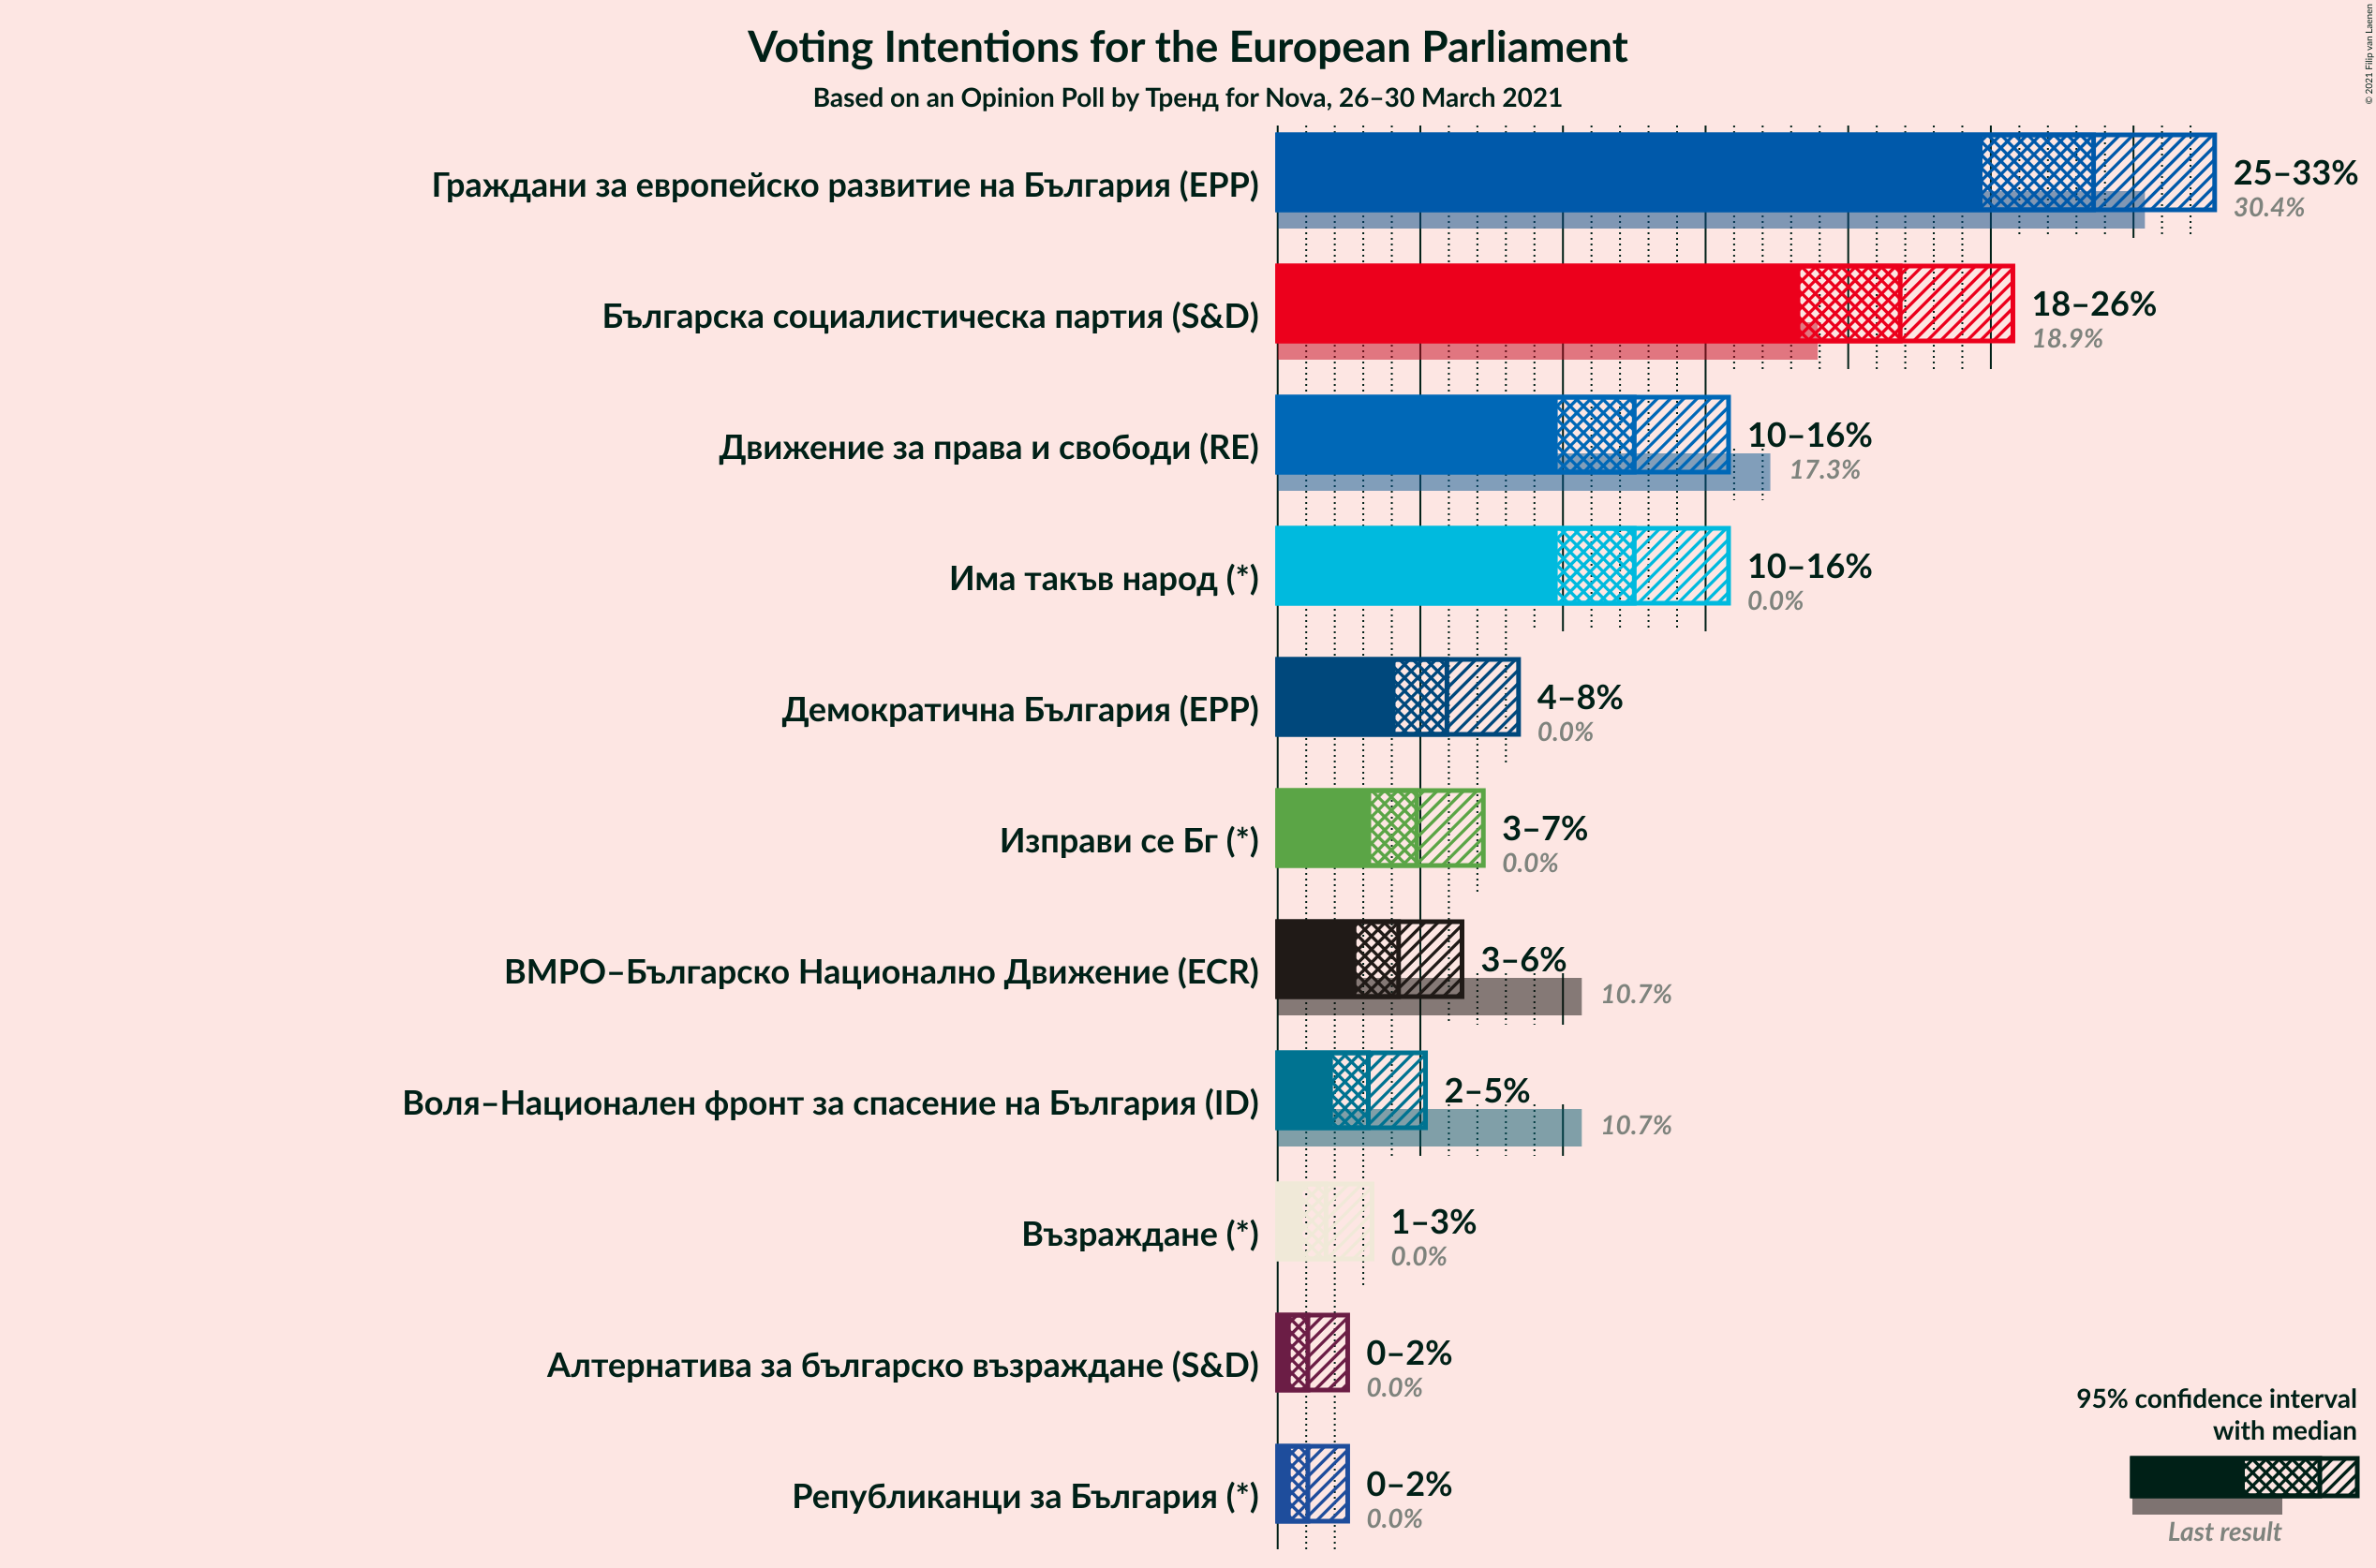 Voting Intentions for the European Parliament
Based on an Opinion Poll by Тренд for Nova, 26–30 March 2021
© 2021 Filip van Laenen
Граждани за европейско развитие на България (EPP)
25–33%
30.4%
Българска социалистическа партия (S&D)
18–26%
18.9%
Движение за права и свободи (RE)
10–16%
17.3%
Има такъв народ (*)
10–16%
0.0%
Демократична България (EPP)
4–8%
0.0%
Изправи се Бг (*)
3–7%
0.0%
ВМРО–Българско Национално Движение (ECR)
3–6%
10.7%
Воля–Национален фронт за спасение на България (ID)
2–5%
10.7%
Възраждане (*)
1–3%
0.0%
Алтернатива за българско възраждане (S&D)
0–2%
0.0%
Републиканци за България (*)
0–2%
0.0%
95% confidence interval
with median
Last result